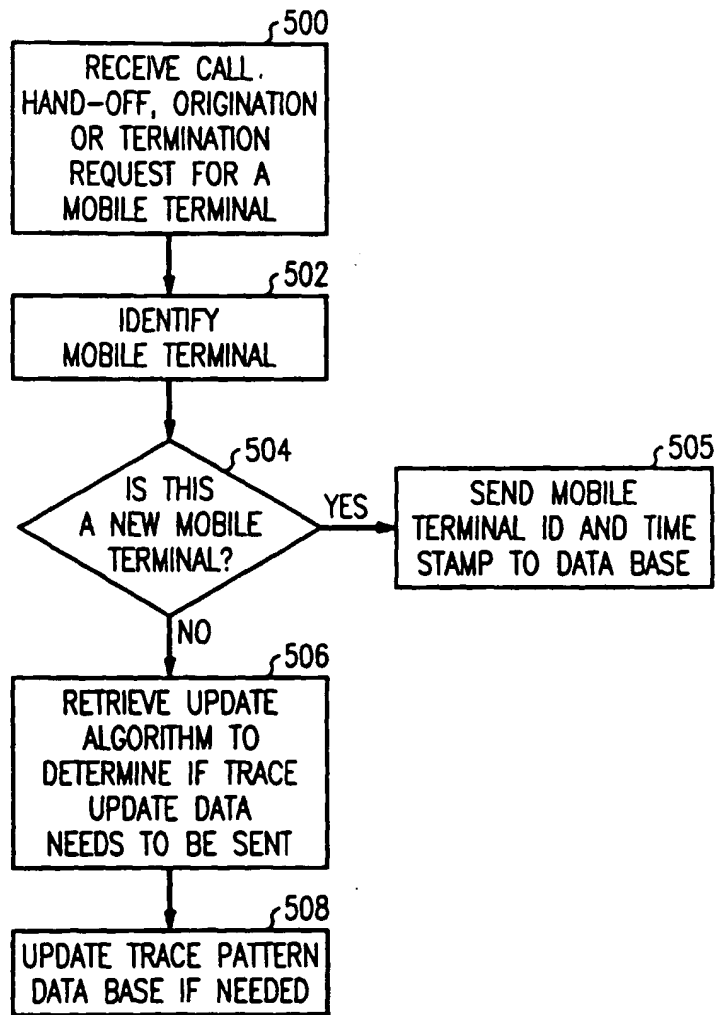 500
RECEIVE CALL.
HAND-OFF, ORIGINATION
OR TERMINATION
REQUEST FOR A
MOBILE TERMINAL
502
IDENTIFY
MOBILE TERMINAL
504
IS THIS
A NEW MOBILE
TERMINAL?
YES
505
SEND MOBILE
TERMINAL ID AND TIME
STAMP TO DATA BASE
NO
506
RETRIEVE UPDATE
ALGORITHM TO
DETERMINE IF TRACE
UPDATE DATA
NEEDS TO BE SENT
508
UPDATE TRACE PATTERN
DATA BASE IF NEEDED